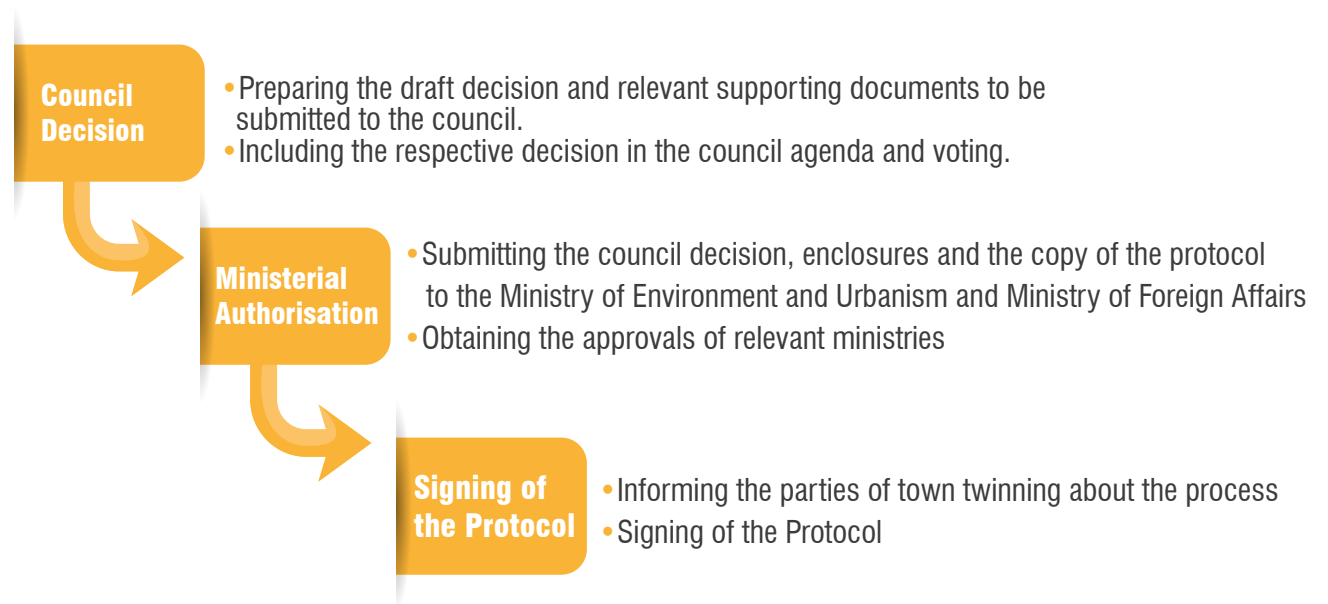 Council
Decision
•Preparing the draft decision and relevant supporting documents to be
submitted to the council.
•Including the respective decision in the council agenda and voting.
Ministerial
Authorisation
•Submitting the council decision, enclosures and the copy of the protocol
to the Ministry of Environment and Urbanism and Ministry of Foreign Affairs
•Obtaining the approvals of relevant ministries
Signing of
the Protocol
•Informing the parties of town twinning about the process
•Signing of the Protocol